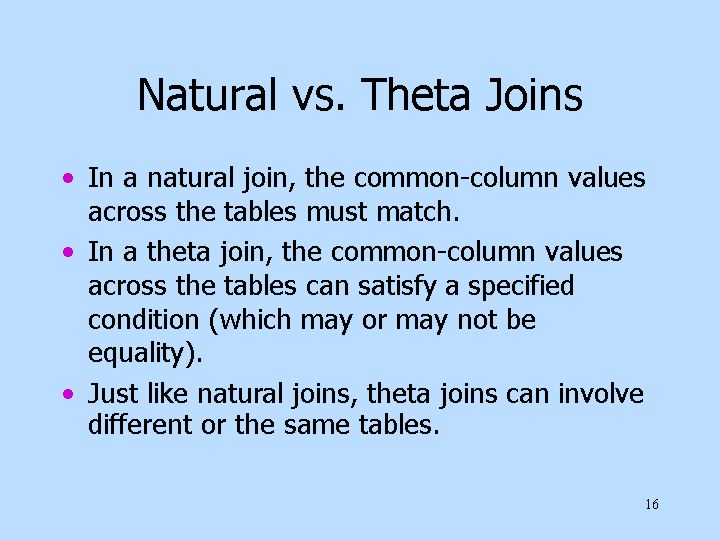 Natural vs. Theta Joins
• In a natural join, the common-column values
across the tables must match.
• In a theta join, the common-column values
across the tables can satisfy a specified
condition (which may or may not be
equality).
• Just like natural joins, theta joins can involve
different or the same tables.
16